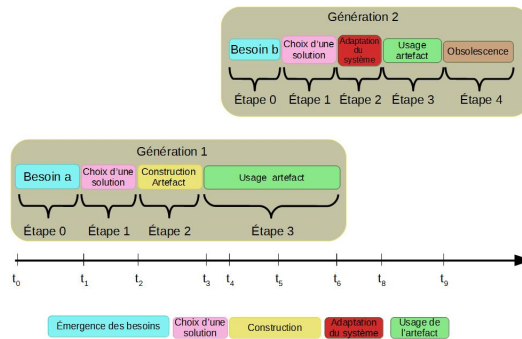 Génération 2
Besoin b
Choix d'une
solution
Adaptation
du
système
Usage
artefact
Obsolescence
Étape 0
Étape 1
Étape 2
Étape 3
Étape 4
Génération 1
Besoin a
Choix d'une
solution
Construction
Artefact
Usage artefact
Étape 0
Étape 1
Étape 2
Étape 3
t0 t1 t2 t3 t4 t5 t6 t8 t9
Émergence des besoins
Choix d'une
solution
Construction
Adaptation
du système
Usage de
l'artefact